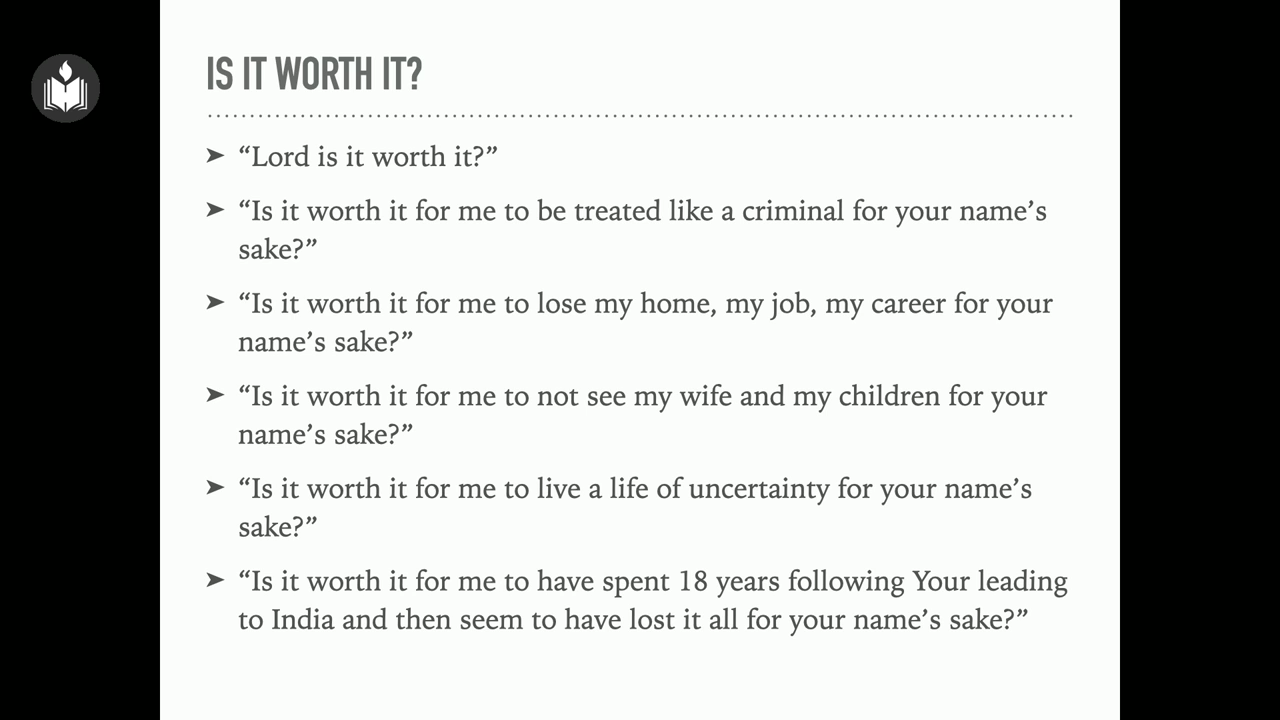 IS IT WORTH IT?
➤ “Lord is it worth it?”
➤ “Is it worth it for me to be treated like a criminal for your name’s
sake?”
➤ “Is it worth it for me to lose my home, my job, my career for your
name’s sake?”
➤ “Is it worth it for me to not see my wife and my children for your
name’s sake?”
➤ “Is it worth it for me to live a life of uncertainty for your name’s
sake?”
➤ “Is it worth it for me to have spent 18 years following Your leading
to India and then seem to have lost it all for your name’s sake?”